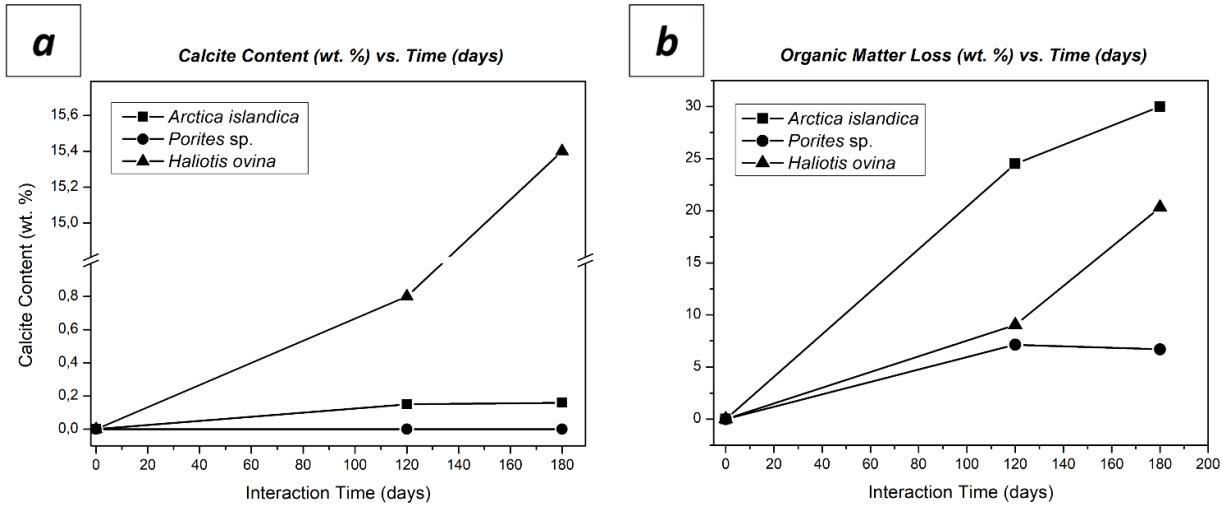 a
Calcite Content (wt. %) vs. Time (days)
Arctica islandica
Porites sp.
Haliotis ovina
Calcite Content (wt. %)
15,6
15,4
15,2
15,0
0,8
0,6
0,4
0,2
0,0
0 20 40 60 80 100 120 140 160 180
Interaction Time (days)
b
Organic Matter Loss (wt. %) vs. Time (days)
Arctica islandica
Porites sp.
Haliotis ovina
30
25
20
15
10
5
0
0 20 40 60 80 100 120 140 160 180 200
Interaction Time (days)